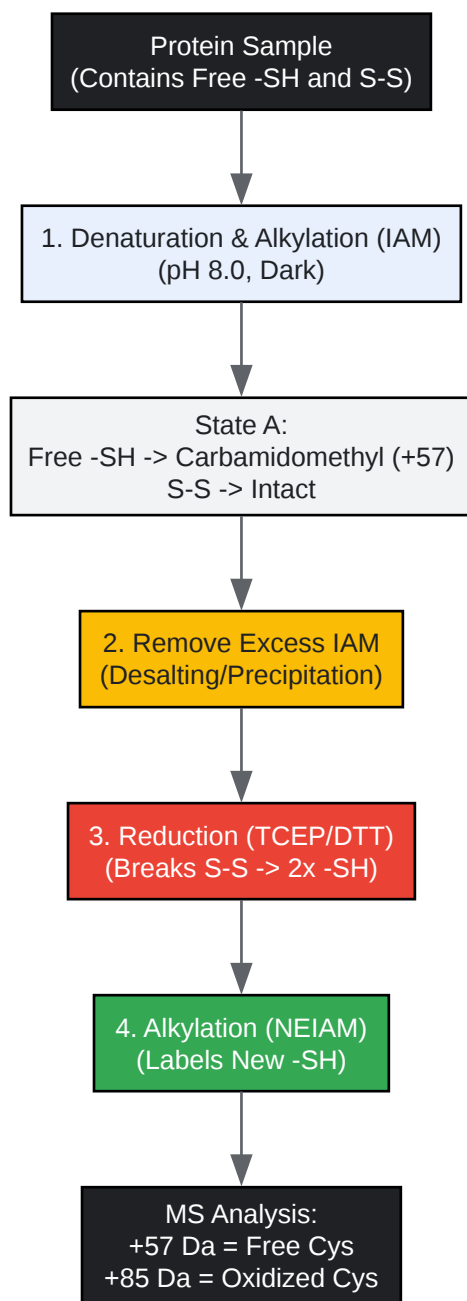 Protein Sample
(Contains Free -SH and S-S)
1. Denaturation & Alkylation (IAM)
(pH 8.0, Dark)
State A:
Free -SH -> Carbamidomethyl (+57)
S-S -> Intact
2. Remove Excess IAM
(Desalting/Precipitation)
3. Reduction (TCEP/DTT)
(Breaks S-S -> 2x -SH)
4. Alkylation (NEIAM)
(Labels New -SH)
MS Analysis:
+57 Da = Free Cys
+85 Da = Oxidized Cys